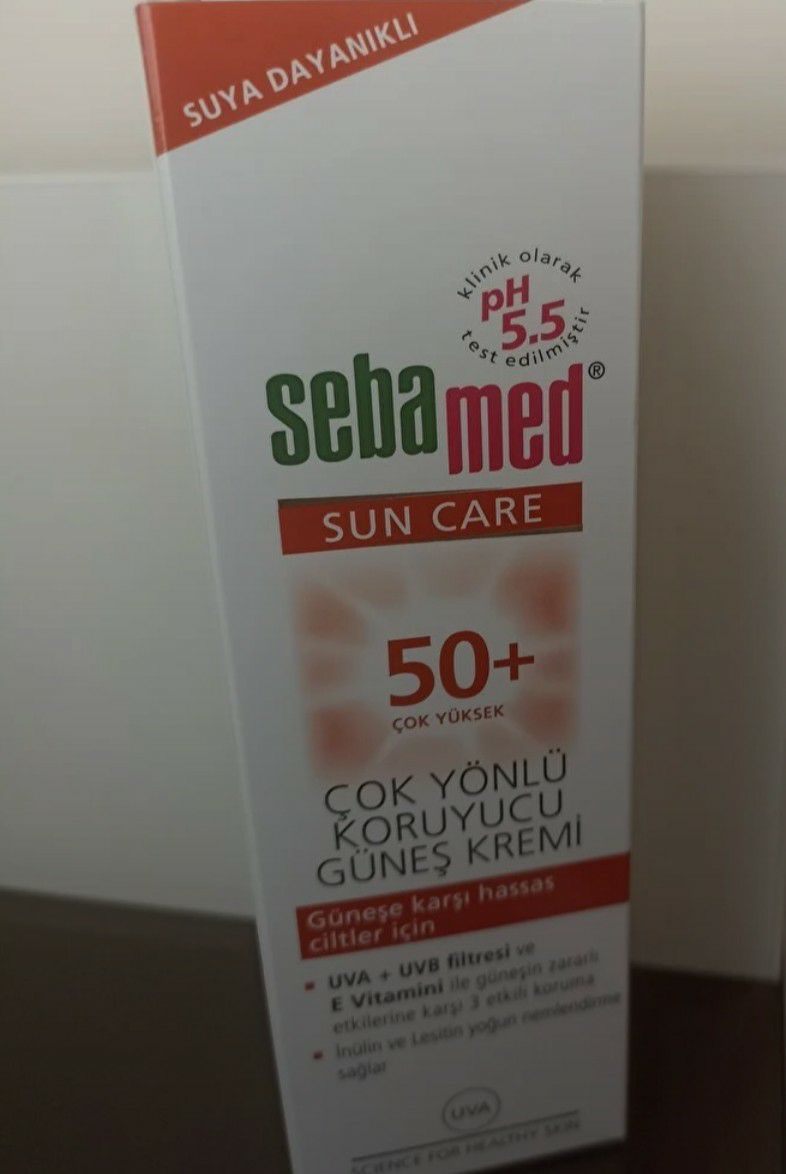 SUYA DAYANIKLI
klinik olarak
pH
5.5
test edilmiştir
sebamed®
SUN CARE
50+
ÇOK YÜKSEK
ÇOK YÖNLÜ
KORUYUCU
GÜNEŞ KREMİ
Güneşe karşı hassas
ciltler için
▪ UVA + UVB filtresi ve
E Vitamini ile güneşin zararlı
etkilerine karşı 3 etkili koruma
▪ İnülin ve Lesitin yoğun nemlendirme
sağlar
UVA
SCIENCE FOR HEALTHY SKIN